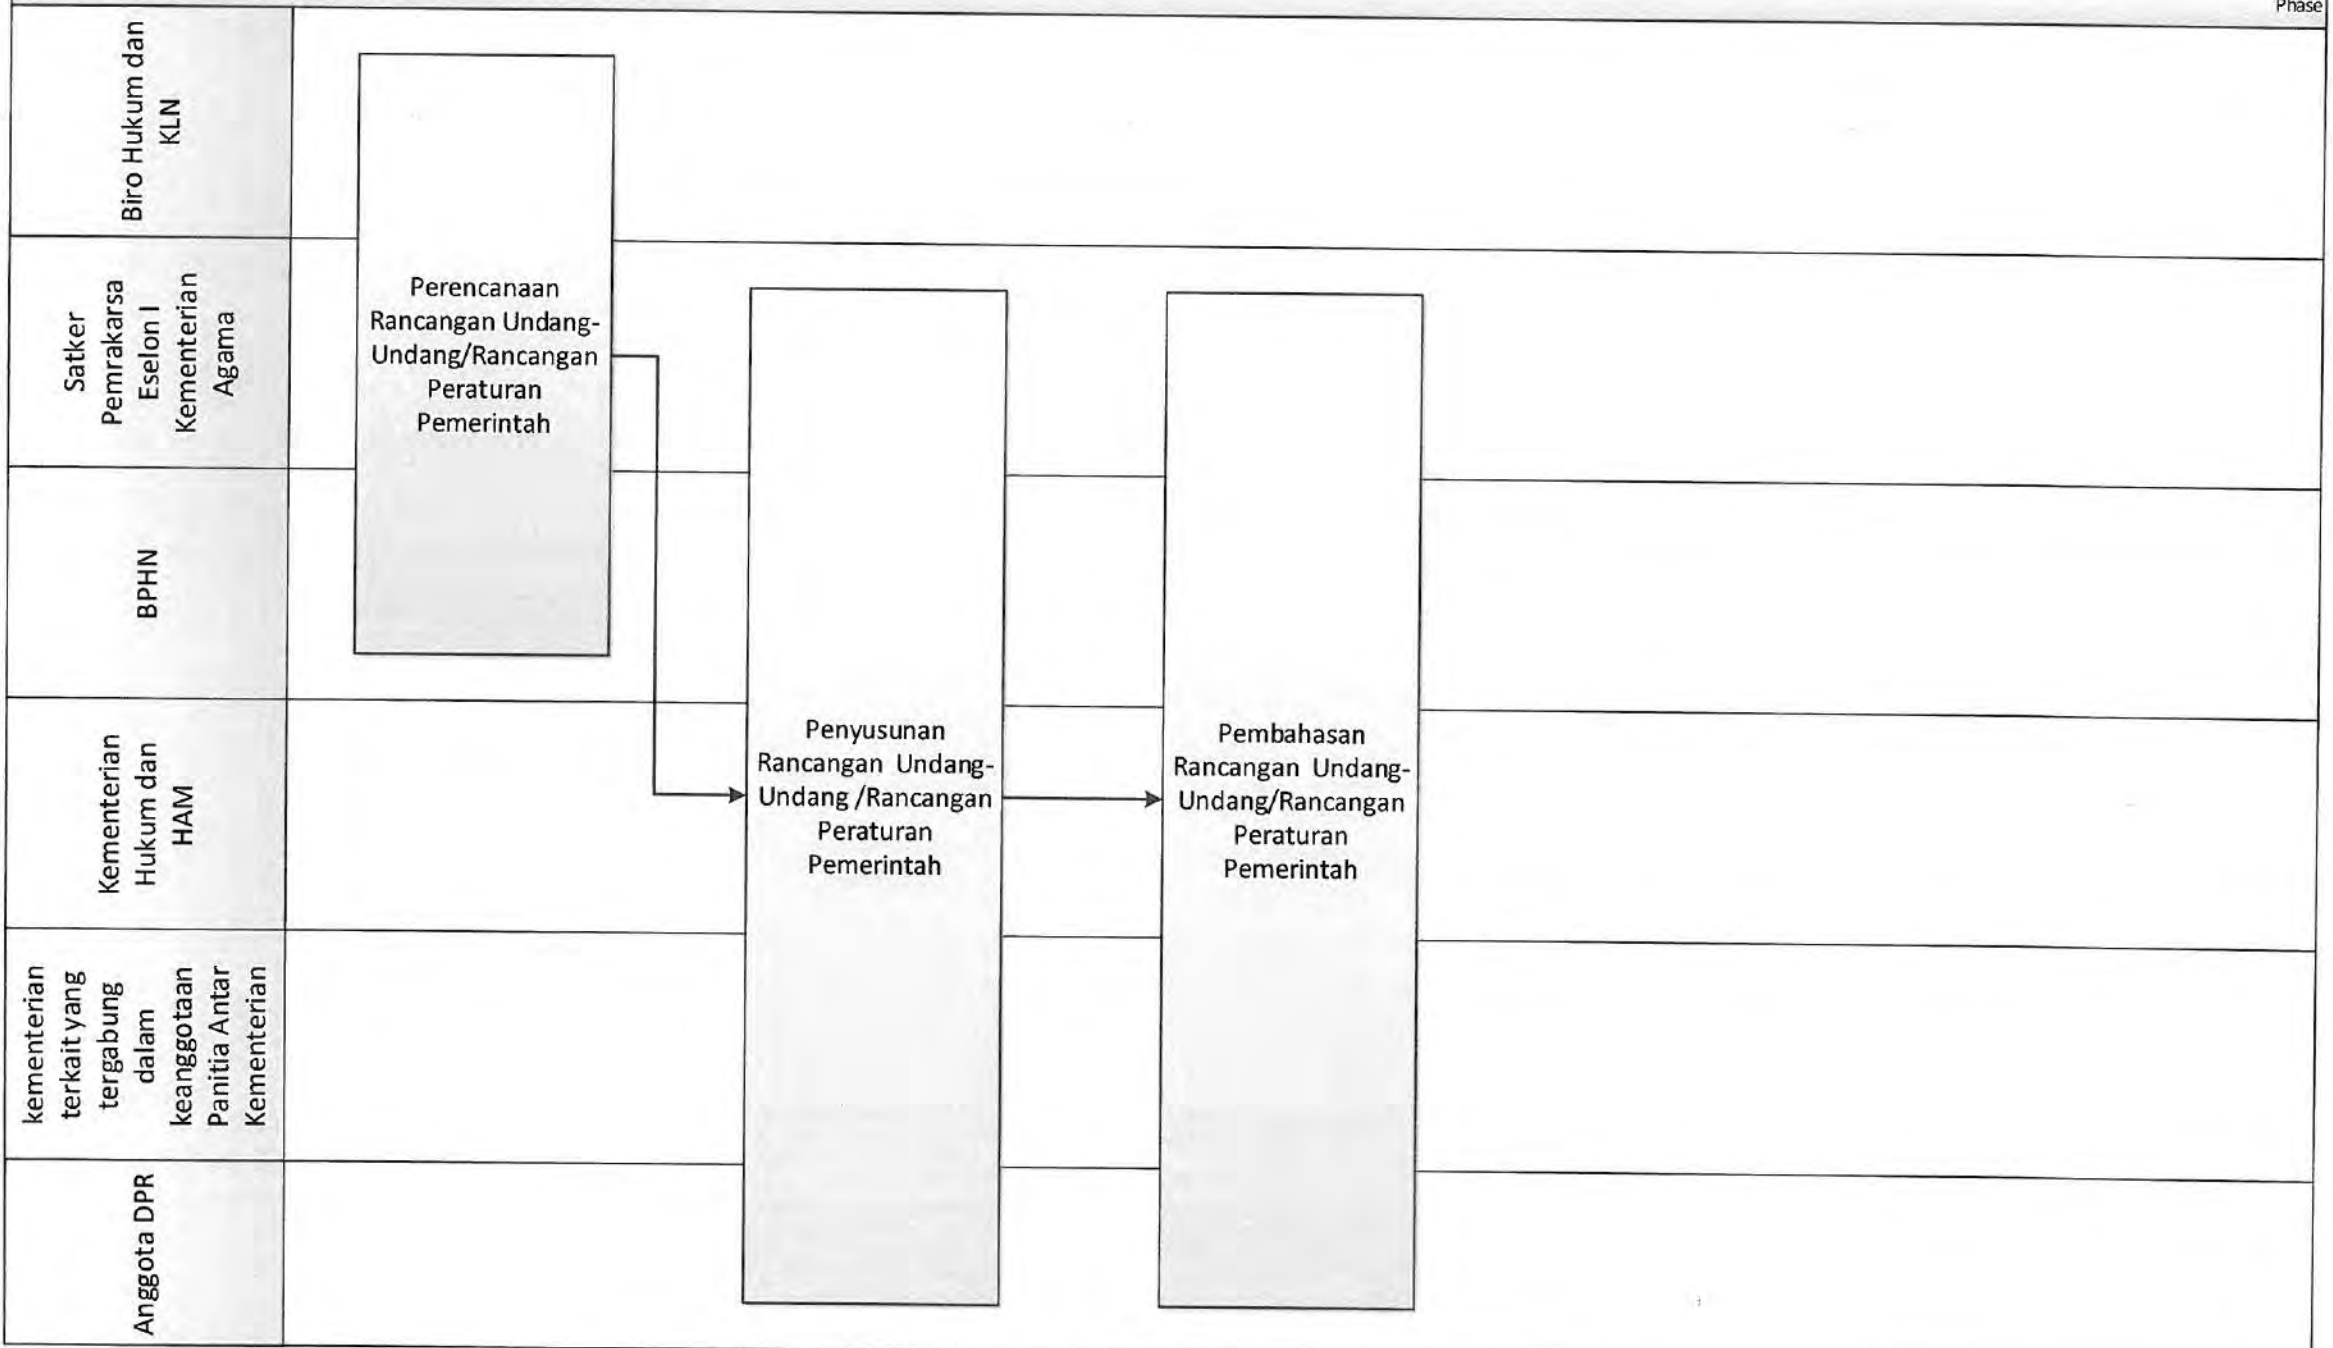 Phase
Biro Hukum dan
KLN
Satker
Pemrakarsa
Eselon I
Kementerian
Agama
BPHN
Kementerian
Hukum dan
HAM
kementerian
terkait yang
tergabung
dalam
keanggotaan
Panitia Antar
Kementerian
Anggota DPR
Perencanaan
Rancangan Undang-
Undang/Rancangan
Peraturan
Pemerintah
Penyusunan
Rancangan Undang-
Undang /Rancangan
Peraturan
Pemerintah
Pembahasan
Rancangan Undang-
Undang/Rancangan
Peraturan
Pemerintah